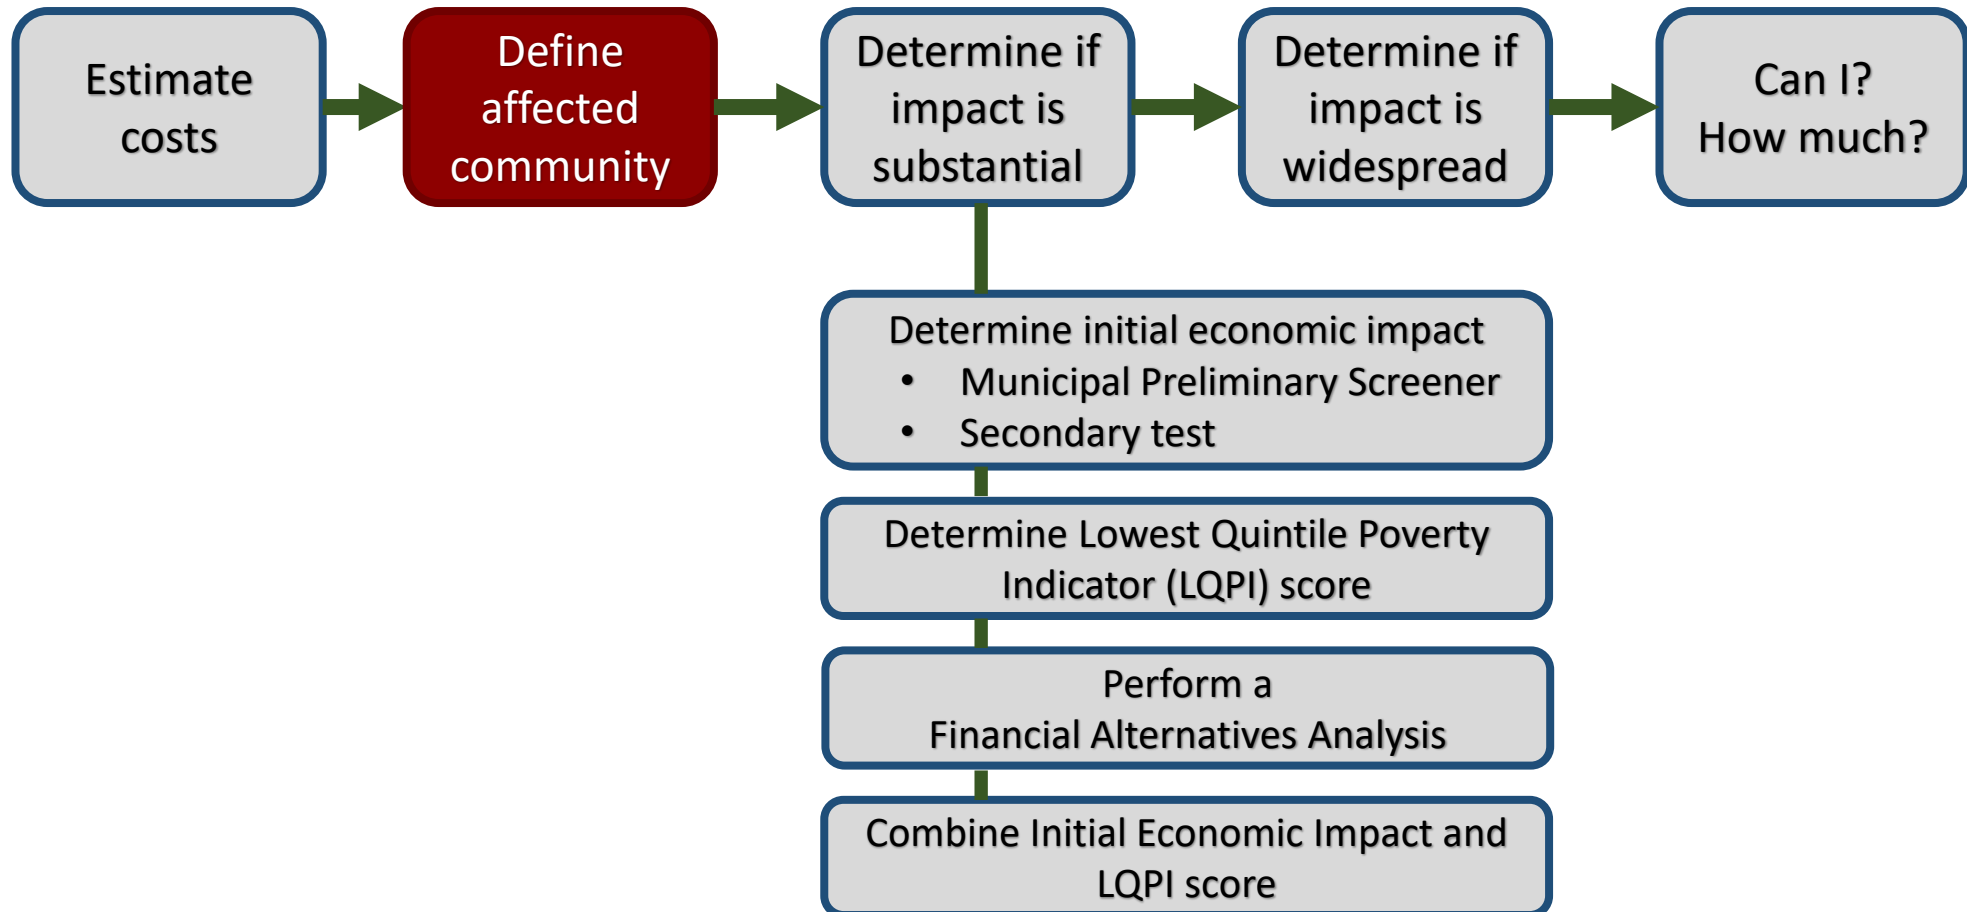 Estimate
costs
Define
affected
community
Determine if
impact is
substantial
Determine if
impact is
widespread
Can I?
How much?
Determine initial economic impact
• Municipal Preliminary Screener
• Secondary test
Determine Lowest Quintile Poverty
Indicator (LQPI) score
Perform a
Financial Alternatives Analysis
Combine Initial Economic Impact and
LQPI score